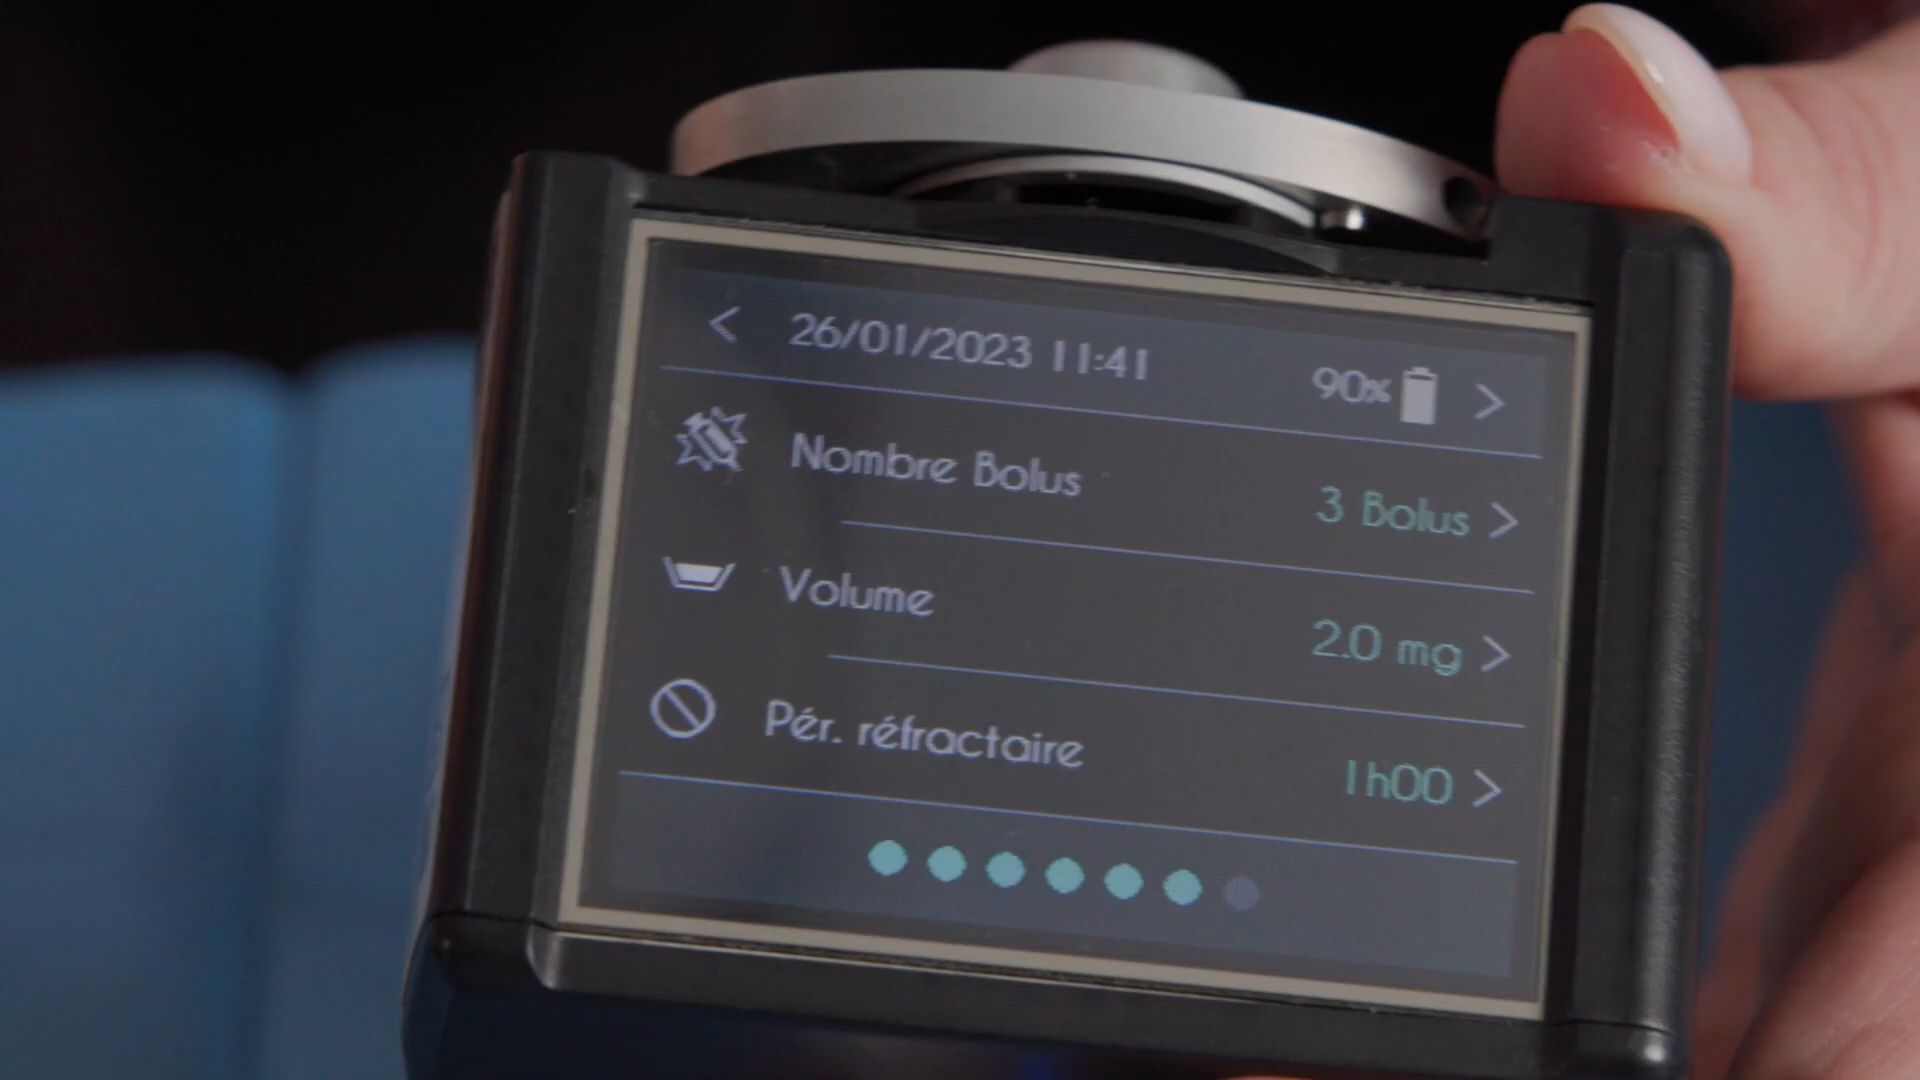 < 26/01/2023 11:41 90% >
Nombre Bolus 3 Bolus >
Volume 2.0 mg >
Pér. réfractaire 1h00 >